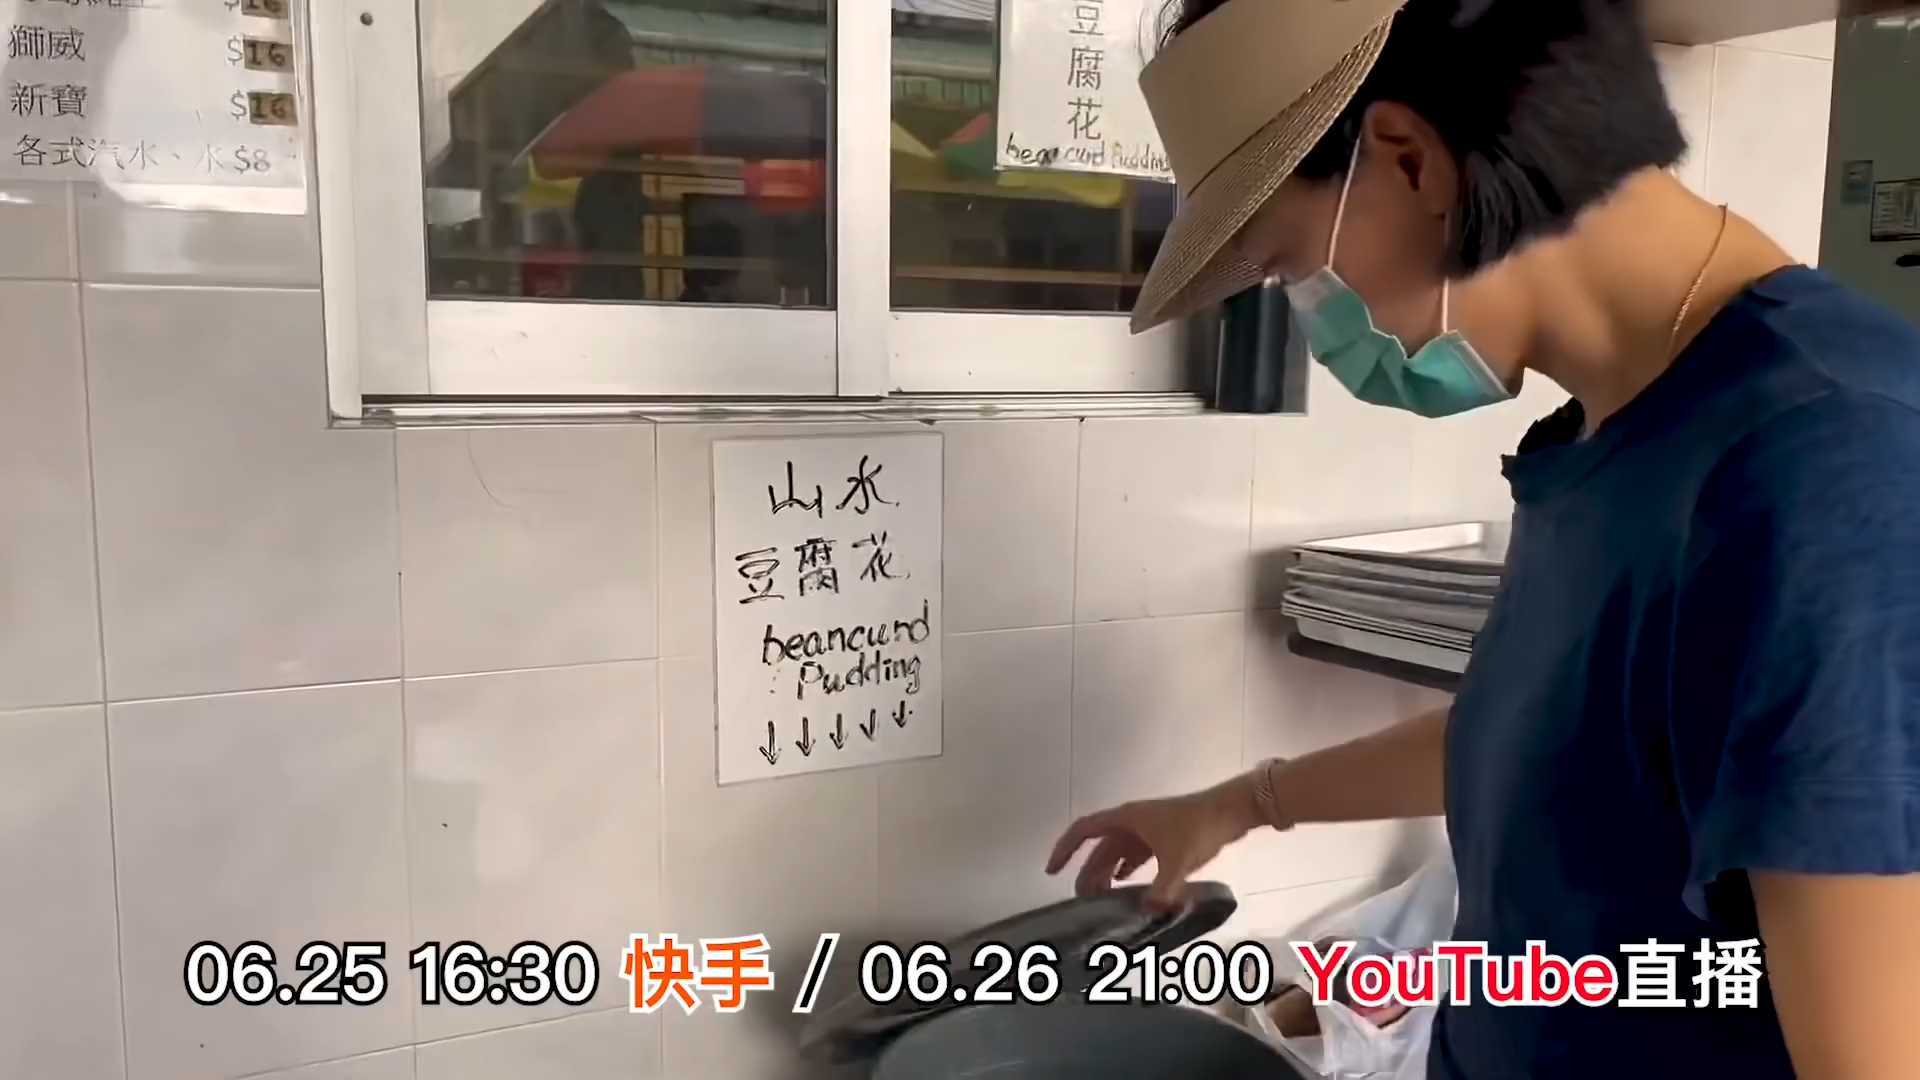 獅威 $16
新寶 $16
各式汽水、水 $8
豆
腐
花
beancurd Pudding
山水
豆腐花
beancurd
Pudding
↓↓↓↓↓
06.25 16:30 快手 / 06.26 21:00 YouTube直播